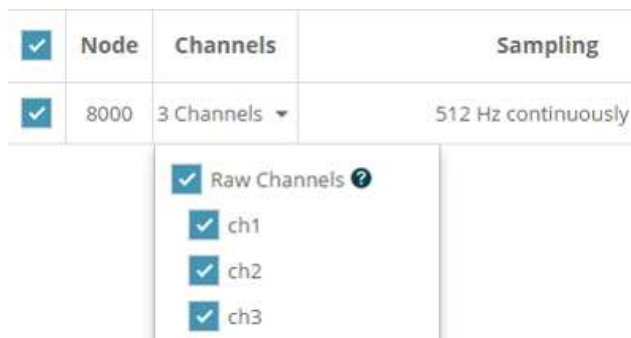 Node Channels Sampling
8000 3 Channels 512 Hz continuously
Raw Channels ?
ch1
ch2
ch3